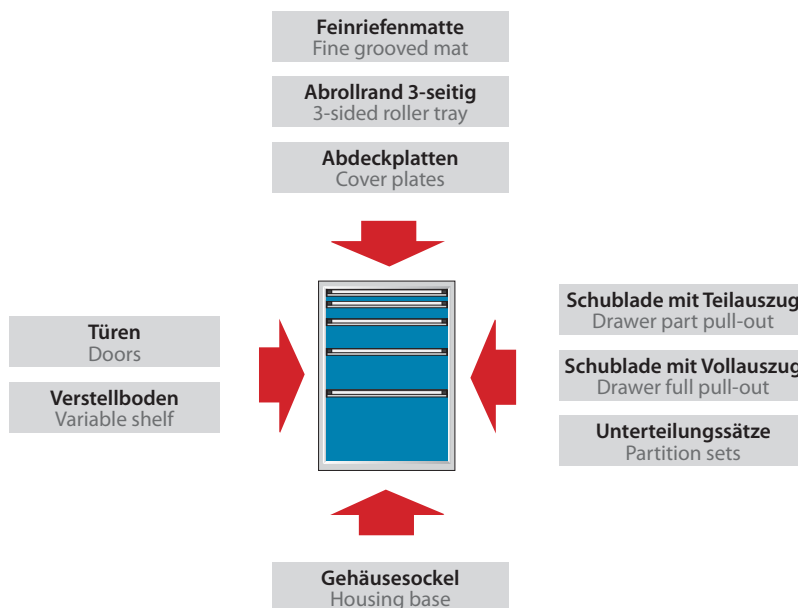 Feinriefenmatte
Fine grooved mat
Abrollrand 3-seitig
3-sided roller tray
Abdeckplatten
Cover plates
Türen
Doors
Verstellboden
Variable shelf
Schublade mit Teilauszug
Drawer part pull-out
Schublade mit Vollauszug
Drawer full pull-out
Unterteilungssätze
Partition sets
Gehäusesockel
Housing base